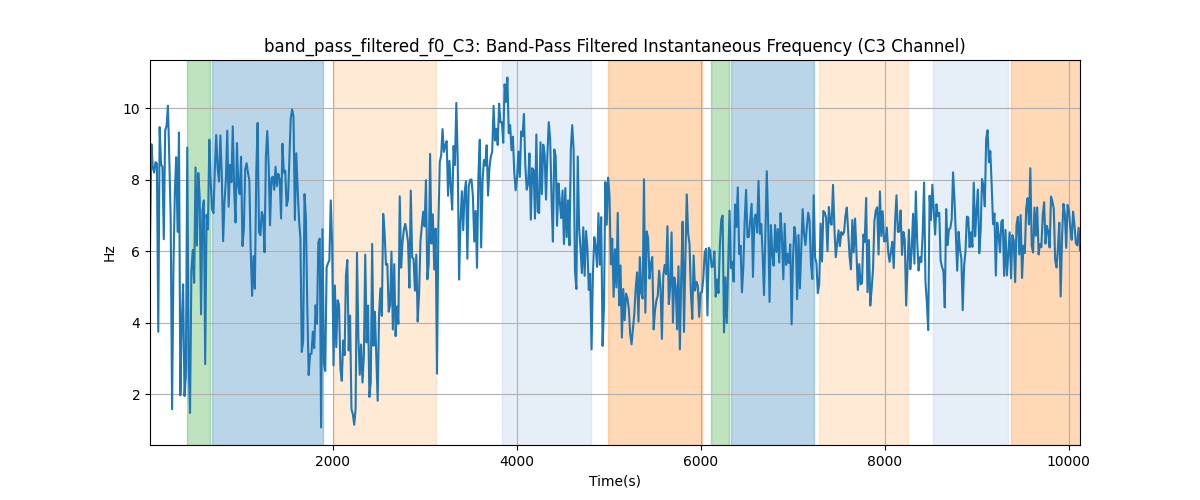 band_pass_filtered_f0_C3: Band-Pass Filtered Instantaneous Frequency (C3 Channel)
10
8
6
4
2
Hz
2000 4000 6000 8000 10000
Time(s)